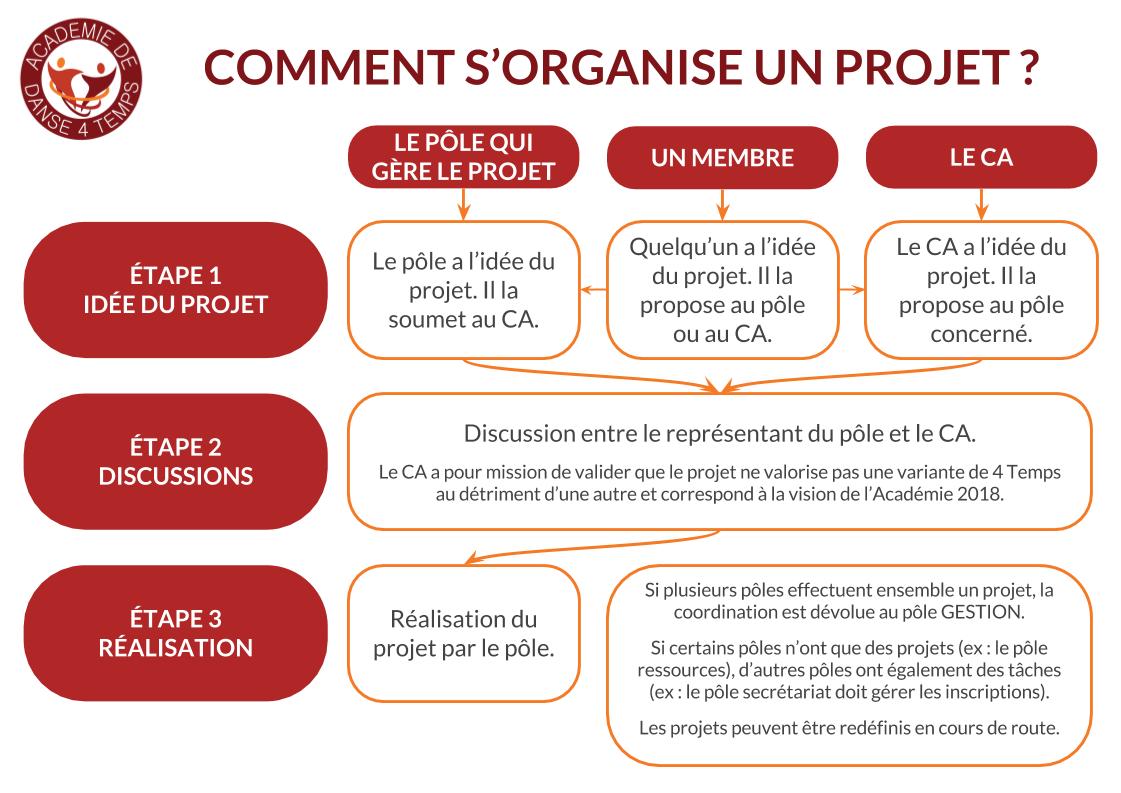 ACADEMIE DE
DANSE 4 TEMPS
COMMENT S’ORGANISE UN PROJET ?
LE PÔLE QUI
GÈRE LE PROJET
UN MEMBRE
LE CA
ÉTAPE 1
IDÉE DU PROJET
Le pôle a l’idée du
projet. Il la
soumet au CA.
Quelqu’un a l’idée
du projet. Il la
propose au pôle
ou au CA.
Le CA a l’idée du
projet. Il la
propose au pôle
concerné.
ÉTAPE 2
DISCUSSIONS
Discussion entre le représentant du pôle et le CA.
Le CA a pour mission de valider que le projet ne valorise pas une variante de 4 Temps
au détriment d’une autre et correspond à la vision de l’Académie 2018.
ÉTAPE 3
RÉALISATION
Réalisation du
projet par le pôle.
Si plusieurs pôles effectuent ensemble un projet, la
coordination est dévolue au pôle GESTION.
Si certains pôles n’ont que des projets (ex : le pôle
ressources), d’autres pôles ont également des tâches
(ex : le pôle secrétariat doit gérer les inscriptions).
Les projets peuvent être redéfinis en cours de route.